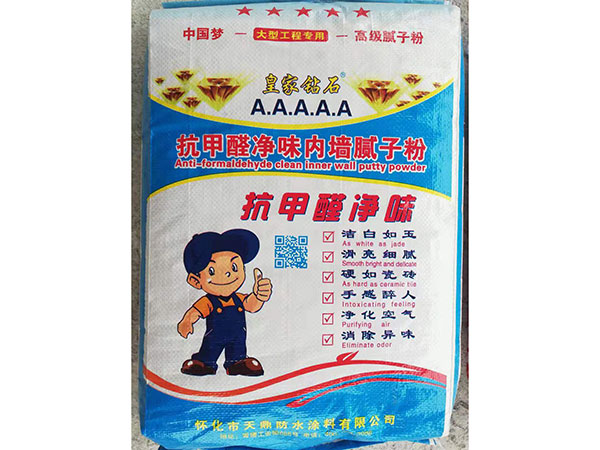 中国梦 — 大型工程专用 — 高级腻子粉
皇家钻石®
A.A.A.A.A
抗甲醛净味内墙腻子粉
Anti-formaldehyde clean inner wall putty powder
抗甲醛净味
洁白如玉
As white as jade
滑亮细腻
Smooth bright and delicate
硬如瓷砖
As hard as ceramic tile
手感醉人
Intoxicating feeling
净化空气
Purifying air
消除异味
Eliminate odor
怀化市天鼎防水涂料有限公司